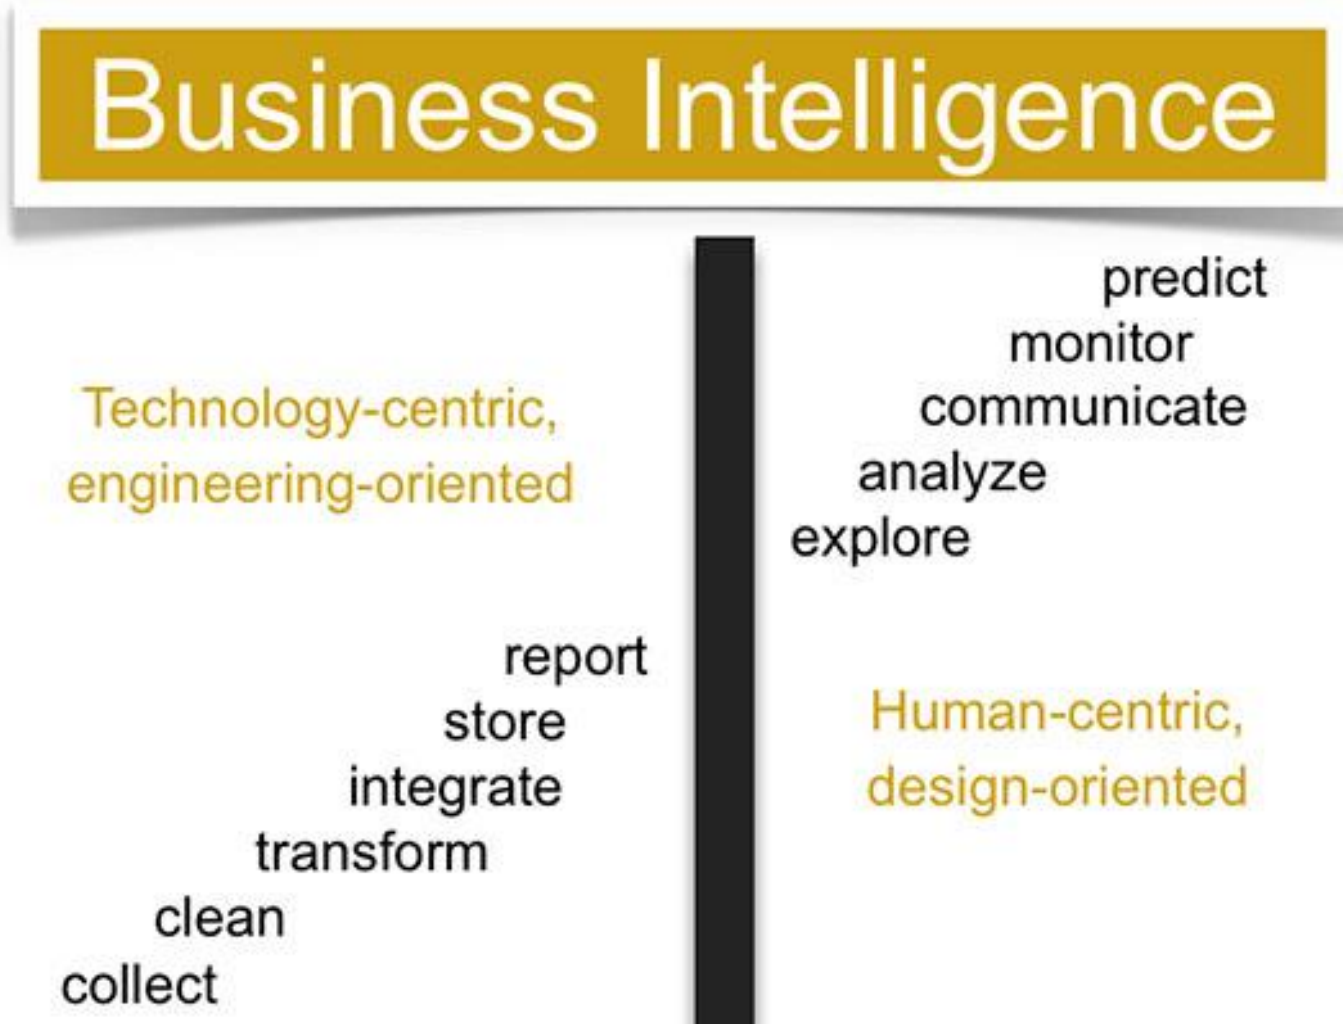 Business Intelligence
Technology-centric,
engineering-oriented
report
store
integrate
transform
clean
collect
predict
monitor
communicate
analyze
explore
Human-centric,
design-oriented